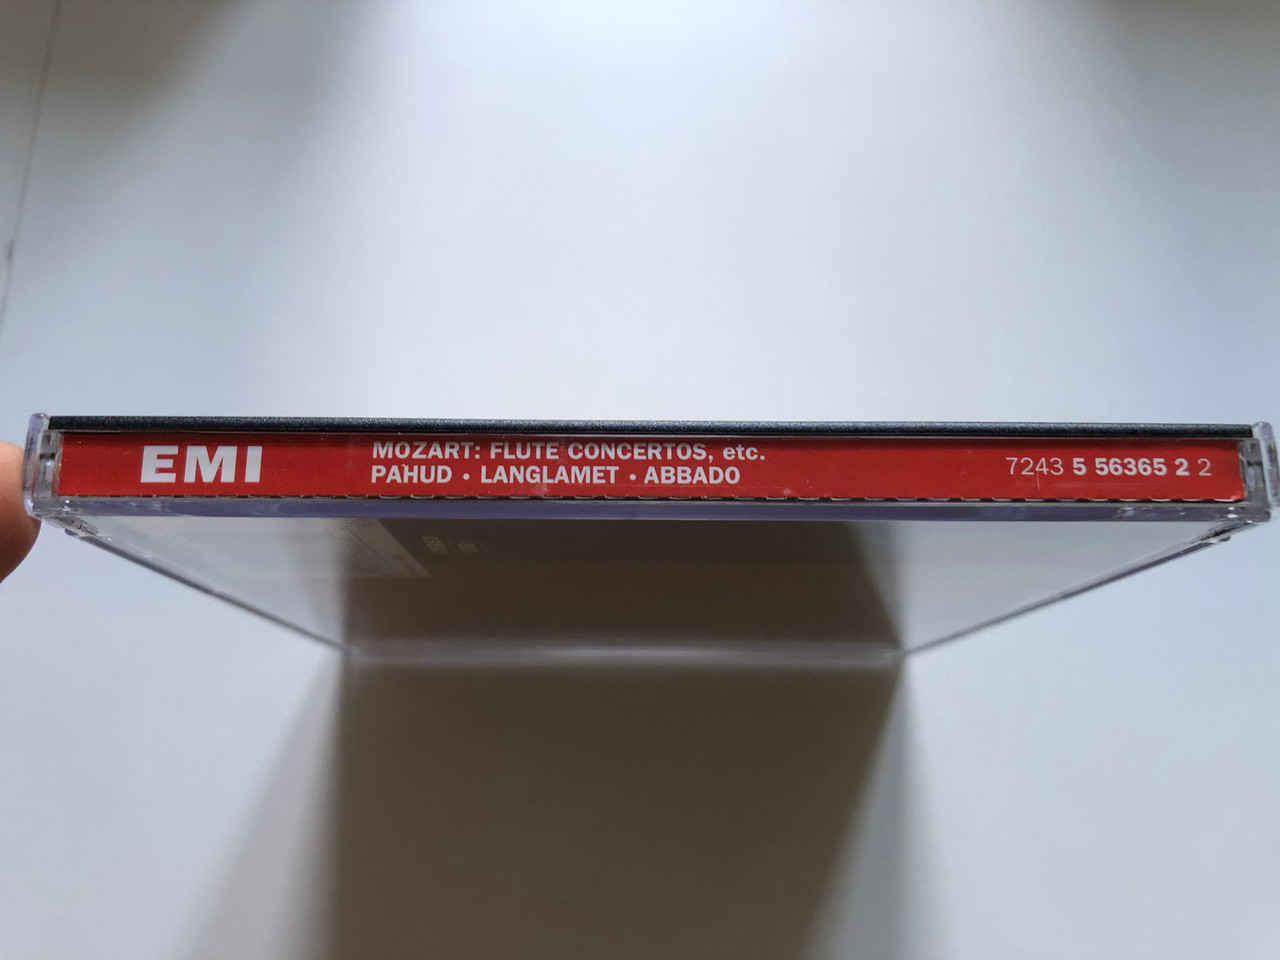 EMI
MOZART: FLUTE CONCERTOS, etc.
PAHUD · LANGLAMET · ABBADO
7243 5 56365 2 2